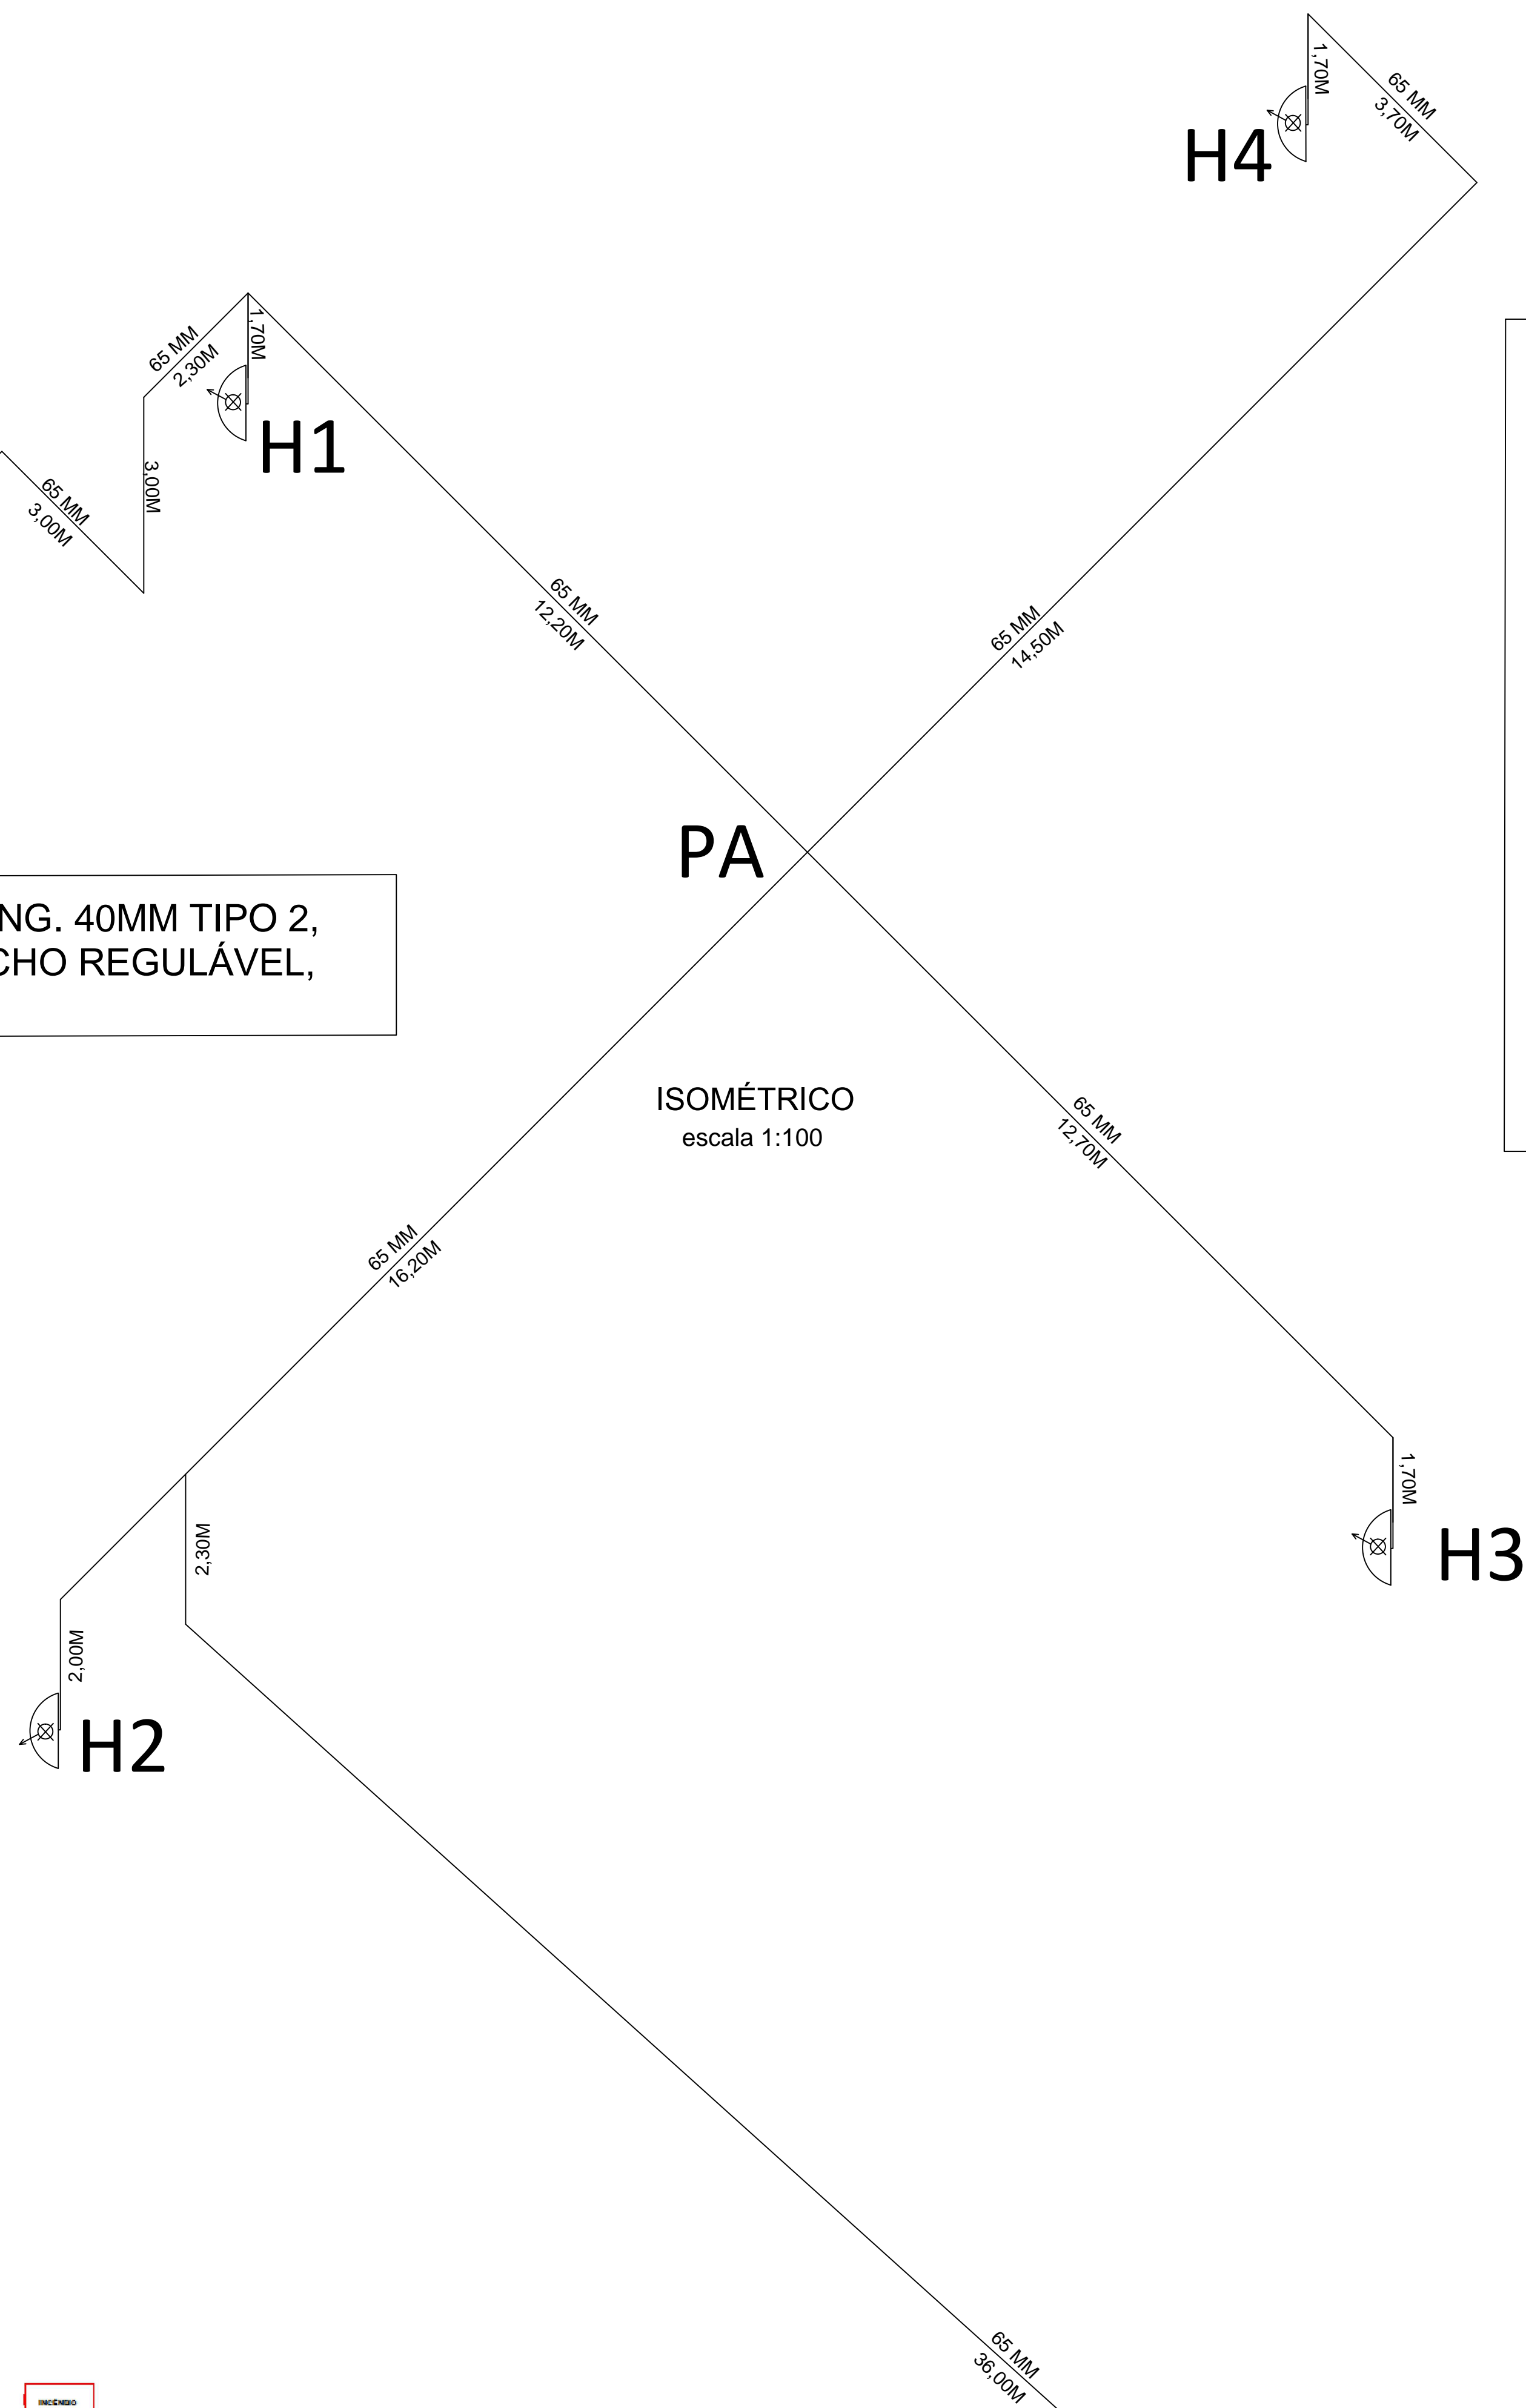 1,70M
65 MM
3,70M
H4
1,70M
65 MM
2,30M
H1
3,00M
65 MM
3,00M
65 MM
12,20M
65 MM
14,50M
PA
NG. 40MM TIPO 2,
CHO REGULÁVEL,
ISOMÉTRICO
escala 1:100
65 MM
12,70M
65 MM
16,20M
1,70M
H3
2,30M
2,00M
H2
65 MM
36,00M
INCÊNDIO